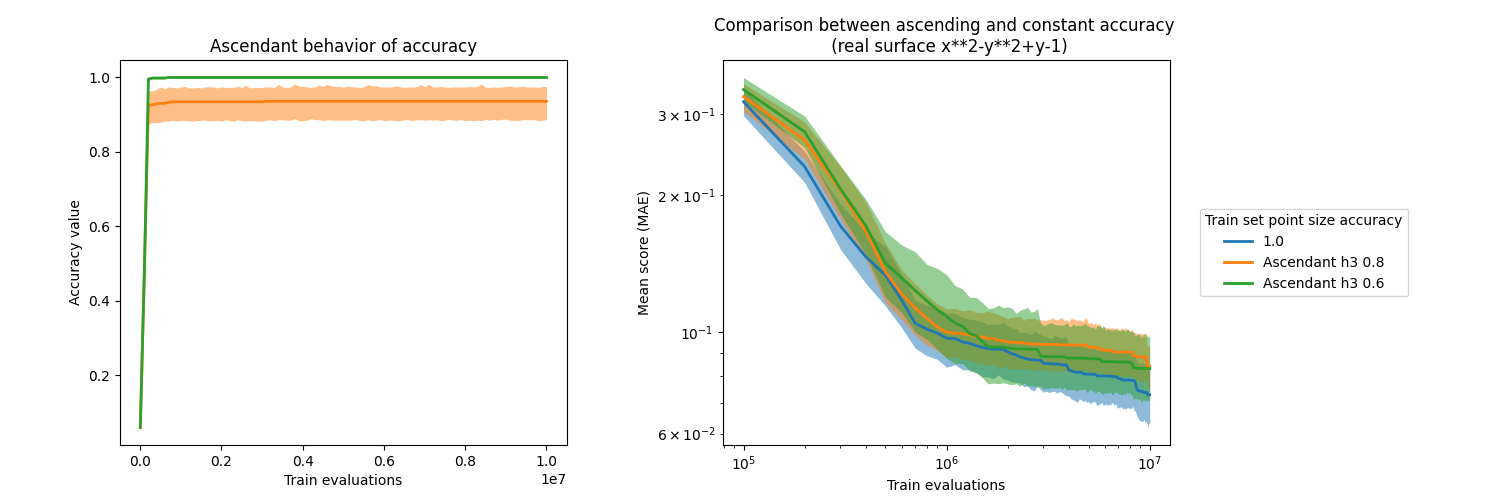 Ascendant behavior of accuracy
Accuracy value
1.0
0.8
0.6
0.4
0.2
0.0
0.2
0.4
0.6
0.8
1.0
1e7
Train evaluations
Comparison between ascending and constant accuracy
(real surface x**2-y**2+y-1)
Mean score (MAE)
3 × 10⁻¹
2 × 10⁻¹
10⁻¹
6 × 10⁻²
10⁵
10⁶
10⁷
Train evaluations
Train set point size accuracy
1.0
Ascendant h3 0.8
Ascendant h3 0.6